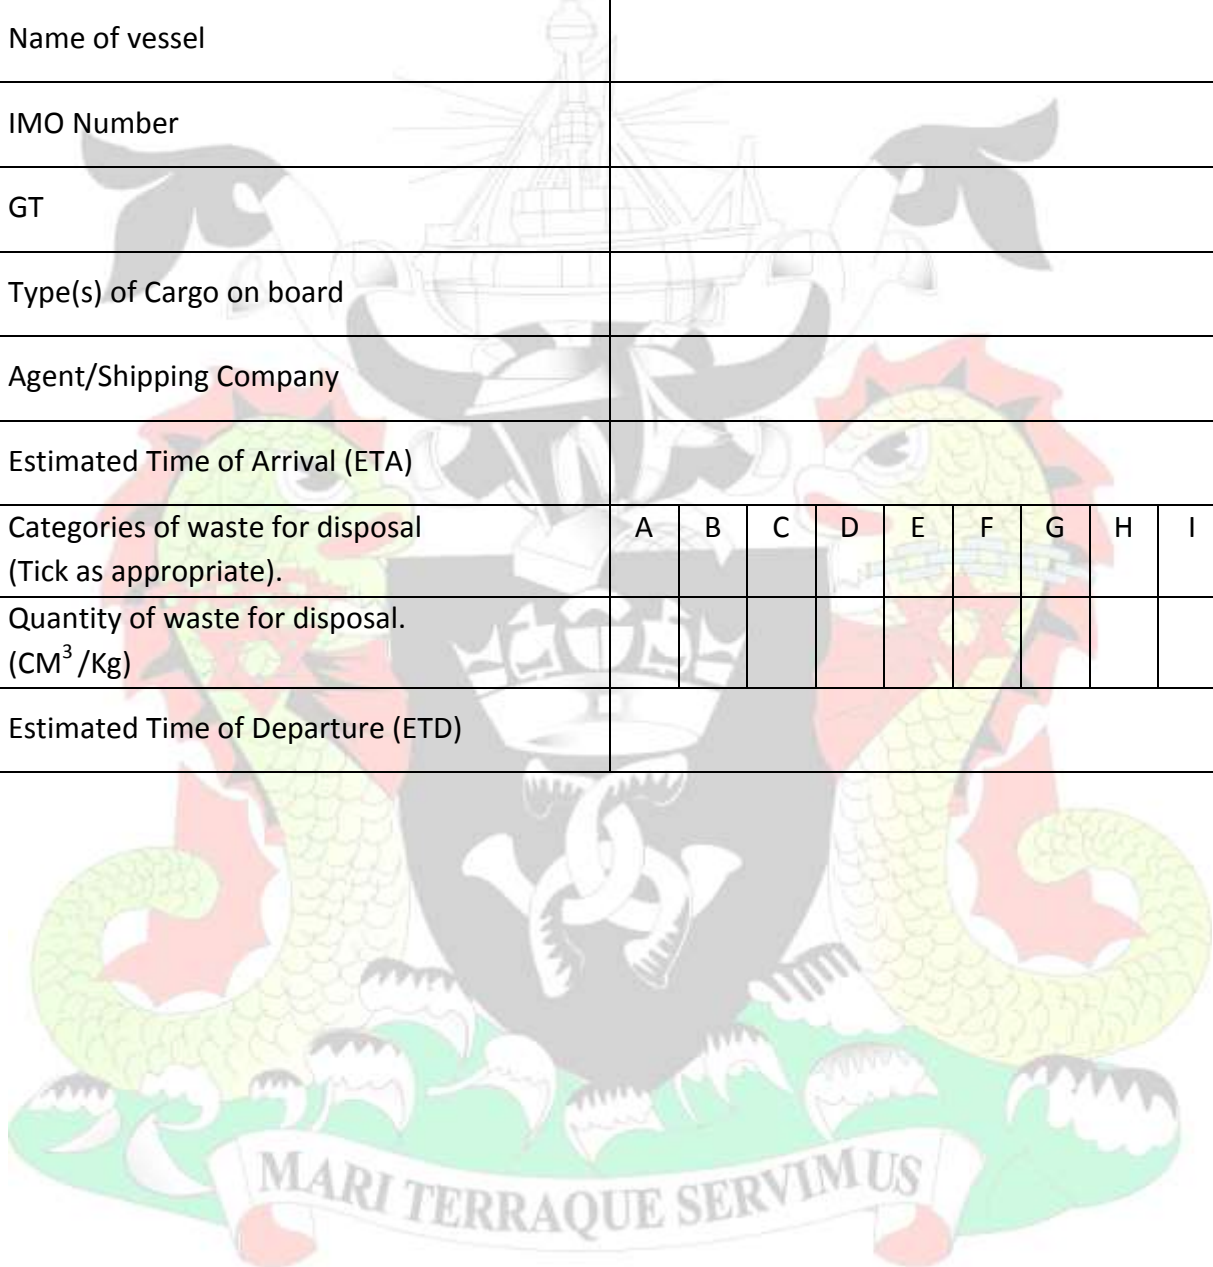 Name of vessel
IMO Number
GT
Type(s) of Cargo on board
Agent/Shipping Company
Estimated Time of Arrival (ETA)
Categories of waste for disposal A B C D E F G H I
(Tick as appropriate).
Quantity of waste for disposal.
(CM³ /Kg)
Estimated Time of Departure (ETD)
MARI TERRAQUE SERVIMUS